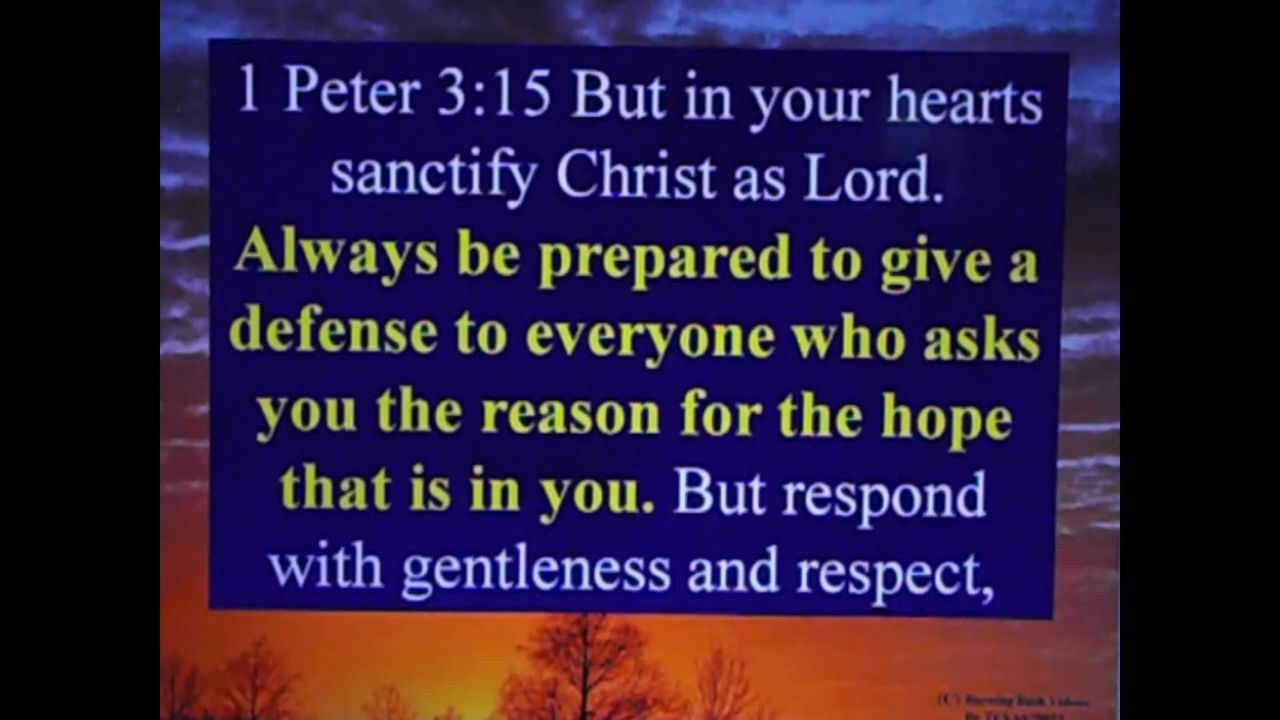 1 Peter 3:15 But in your hearts
sanctify Christ as Lord.
Always be prepared to give a
defense to everyone who asks
you the reason for the hope
that is in you. But respond
with gentleness and respect,
(C)